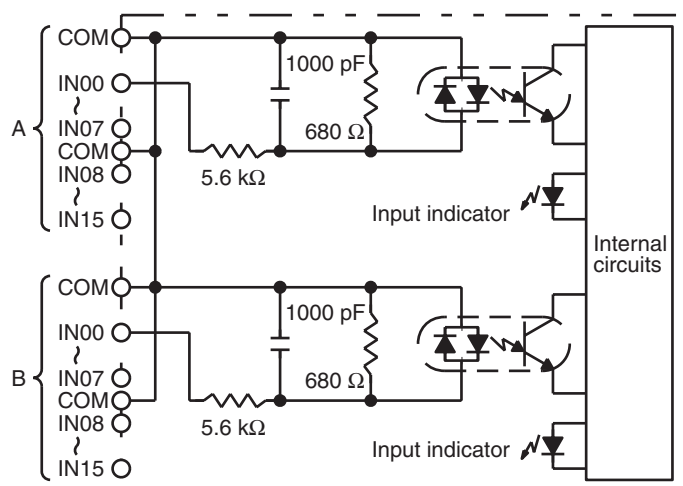 COM
IN00
~
IN07
COM
IN08
~
IN15
A
1000 pF
680 Ω
5.6 kΩ
Input indicator
Internal
circuits
COM
IN00
~
IN07
COM
IN08
~
IN15
B
1000 pF
680 Ω
5.6 kΩ
Input indicator